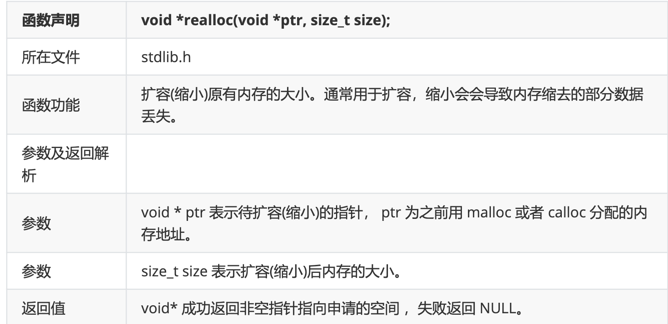 函数声明 void *realloc(void *ptr, size_t size);
所在文件 stdlib.h
函数功能 扩容(缩小)原有内存的大小。通常用于扩容，缩小会会导致内存缩去的部分数据
丢失。
参数及返回解
析
参数 void * ptr 表示待扩容(缩小)的指针， ptr 为之前用 malloc 或者 calloc 分配的内
存地址。
参数 size_t size 表示扩容(缩小)后内存的大小。
返回值 void* 成功返回非空指针指向申请的空间 ，失败返回 NULL。